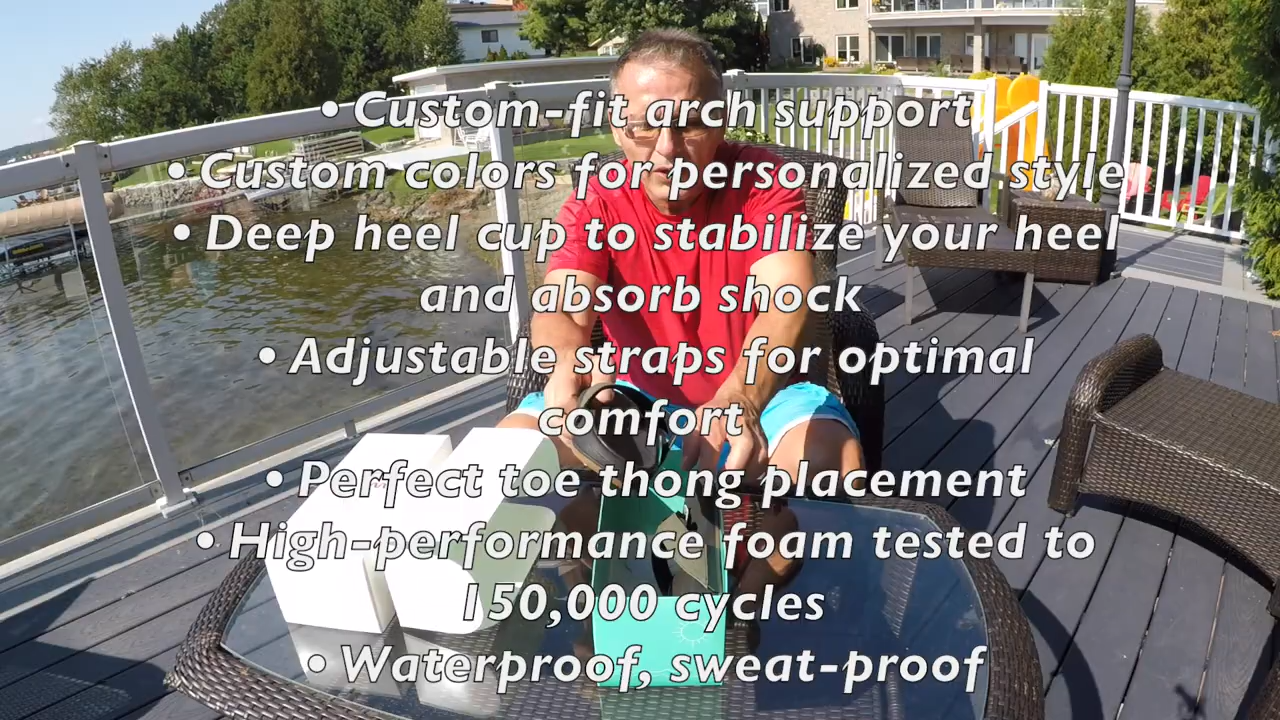 • Custom-fit arch support
• Custom colors for personalized style
• Deep heel cup to stabilize your heel
and absorb shock
• Adjustable straps for optimal
comfort
• Perfect toe thong placement
• High-performance foam tested to
150,000 cycles
• Waterproof, sweat-proof